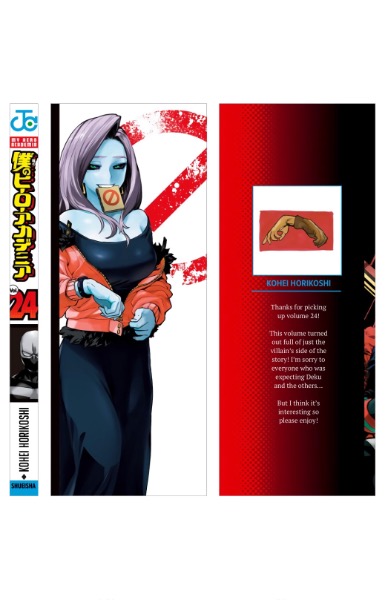 JC
MY HERO
ACADEMIA
僕のヒーローアカデミア
24
KOHEI HORIKOSHI
SHUEISHA
KOHEI HORIKOSHI
Thanks for picking
up volume 24!
This volume turned
out full of just the
villain's side of the
story! I'm sorry to
everyone who was
expecting Deku
and the others...
But I think it's
interesting so
please enjoy!